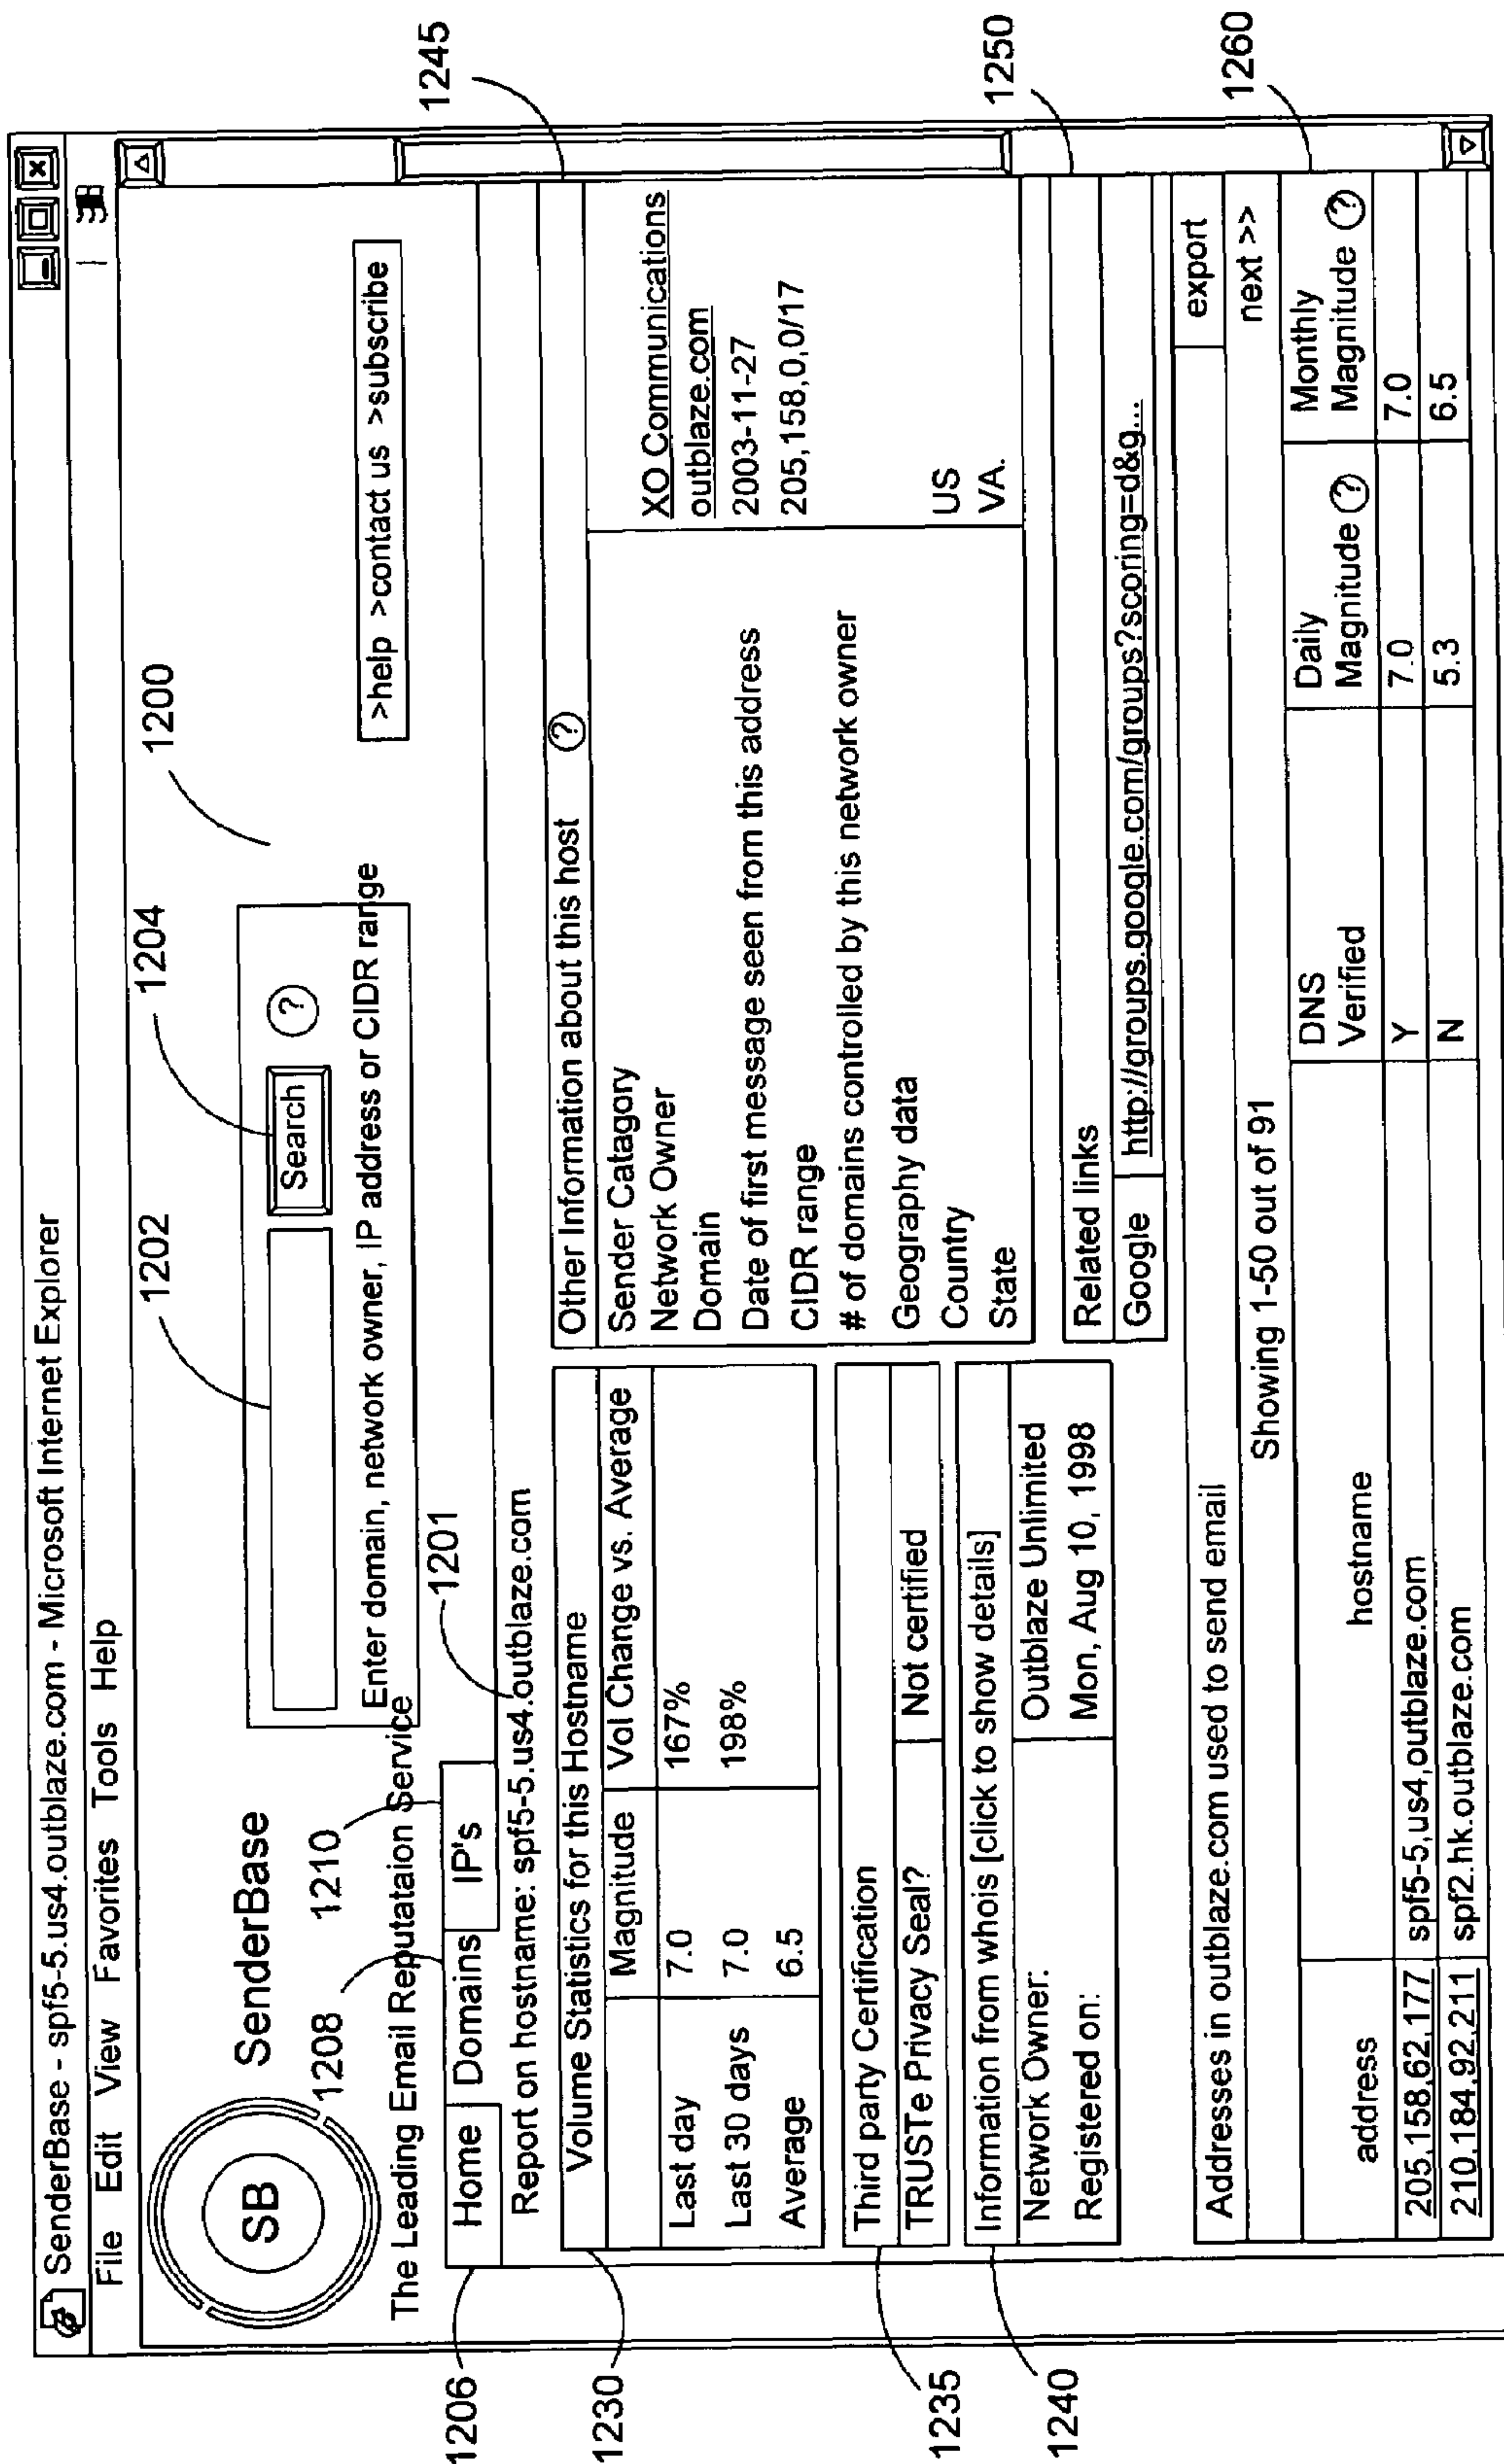 SenderBase - spf5-5.us4.outblaze.com - Microsoft Internet Explorer
File Edit View Favorites Tools Help
SB
SenderBase
The Leading Email Reputataion Service
1202
1204
1200
Search ?
Enter domain, network owner, IP address or CIDR range
>help >contact us >subscribe
1208
1210
1206
Home Domains IP's
1201
Report on hostname: spf5-5.us4.outblaze.com
1230
Volume Statistics for this Hostname
Magnitude Vol Change vs. Average
Last day 7.0 167%
Last 30 days 7.0 198%
Average 6.5
1235
Third party Certification
TRUSTe Privacy Seal? Not certified
1240
Information from whois [click to show details]
Network Owner: Outblaze Unlimited
Registered on: Mon, Aug 10, 1998
1245
Other Information about this host ?
Sender Catagory
Network Owner XO Communications
Domain outblaze.com
Date of first message seen from this address 2003-11-27
CIDR range 205,158,0,0/17
# of domains controlled by this network owner
Geography data
Country US
State VA.
1250
Related links
Google http://groups.google.com/groups?scoring=d&g...
1260
Addresses in outblaze.com used to send email export
Showing 1-50 out of 91 next >>
address hostname DNS Verified Daily Magnitude ? Monthly Magnitude ?
205,158,62,177 spf5-5,us4,outblaze.com Y 7.0 7.0
210,184,92,211 spf2.hk.outblaze.com N 5.3 6.5